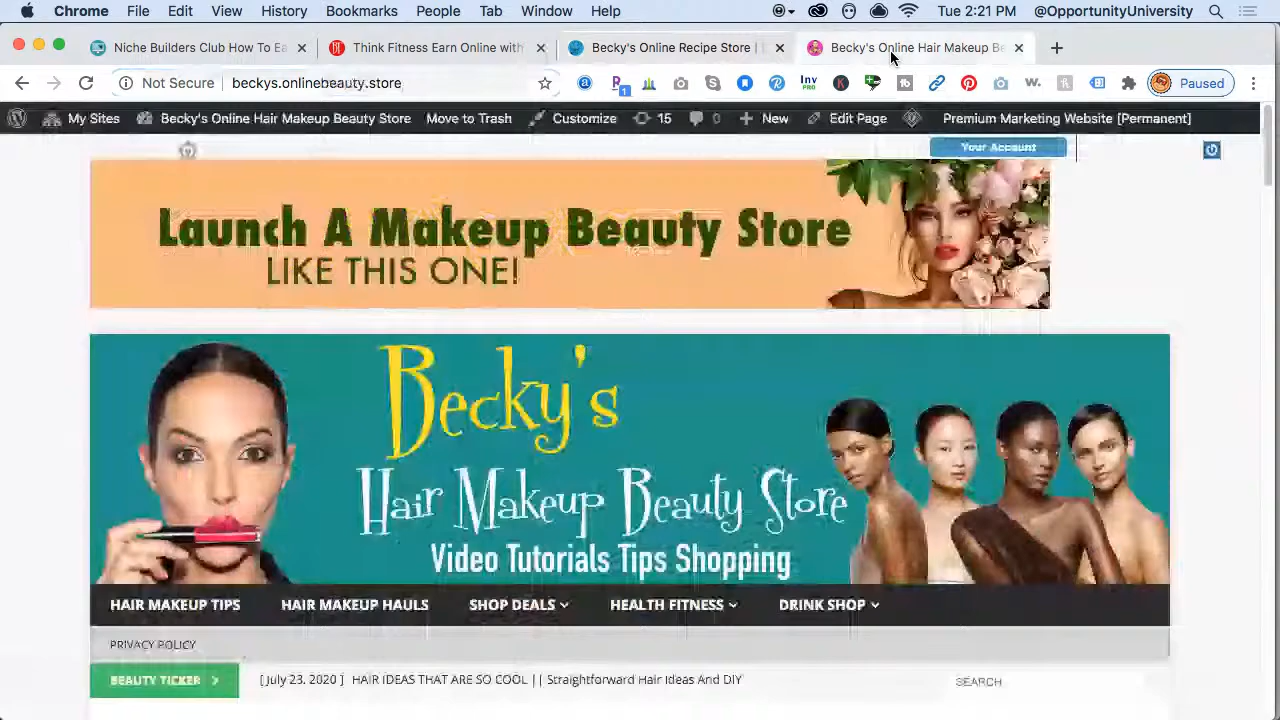 Chrome File Edit View History Bookmarks People Tab Window Help Tue 2:21 PM @OpportunityUniversity
Niche Builders Club How To Ea Think Fitness Earn Online with Becky's Online Recipe Store | Becky's Online Hair Makeup Be
Not Secure beckys.onlinebeauty.store Paused
My Sites Becky's Online Hair Makeup Beauty Store Move to Trash Customize 15 0 New Edit Page Premium Marketing Website [Permanent]
Your Account
Launch A Makeup Beauty Store
LIKE THIS ONE!
Becky's
Hair Makeup Beauty Store
Video Tutorials Tips Shopping
HAIR MAKEUP TIPS HAIR MAKEUP HAULS SHOP DEALS HEALTH FITNESS DRINK SHOP
PRIVACY POLICY
BEAUTY TICKER [ July 23, 2020 ] HAIR IDEAS THAT ARE SO COOL || Straightforward Hair Ideas And DIY SEARCH